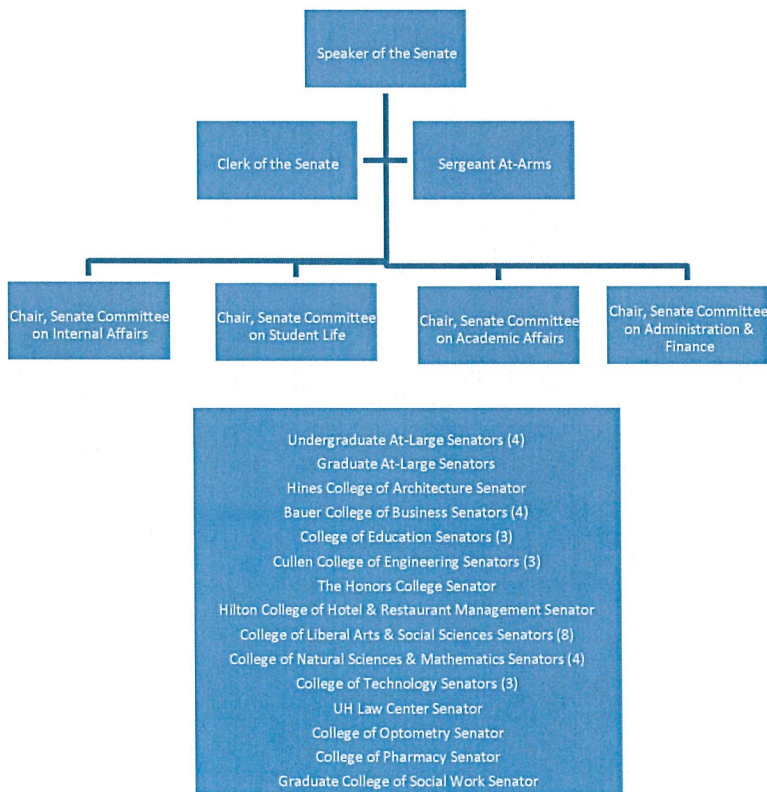 Speaker of the Senate
Clerk of the Senate
Sergeant At-Arms
Chair, Senate Committee
on Internal Affairs
Chair, Senate Committee
on Student Life
Chair, Senate Committee
on Academic Affairs
Chair, Senate Committee
on Administration &
Finance
Undergraduate At-Large Senators (4)
Graduate At-Large Senators
Hines College of Architecture Senator
Bauer College of Business Senators (4)
College of Education Senators (3)
Cullen College of Engineering Senators (3)
The Honors College Senator
Hilton College of Hotel & Restaurant Management Senator
College of Liberal Arts & Social Sciences Senators (8)
College of Natural Sciences & Mathematics Senators (4)
College of Technology Senators (3)
UH Law Center Senator
College of Optometry Senator
College of Pharmacy Senator
Graduate College of Social Work Senator